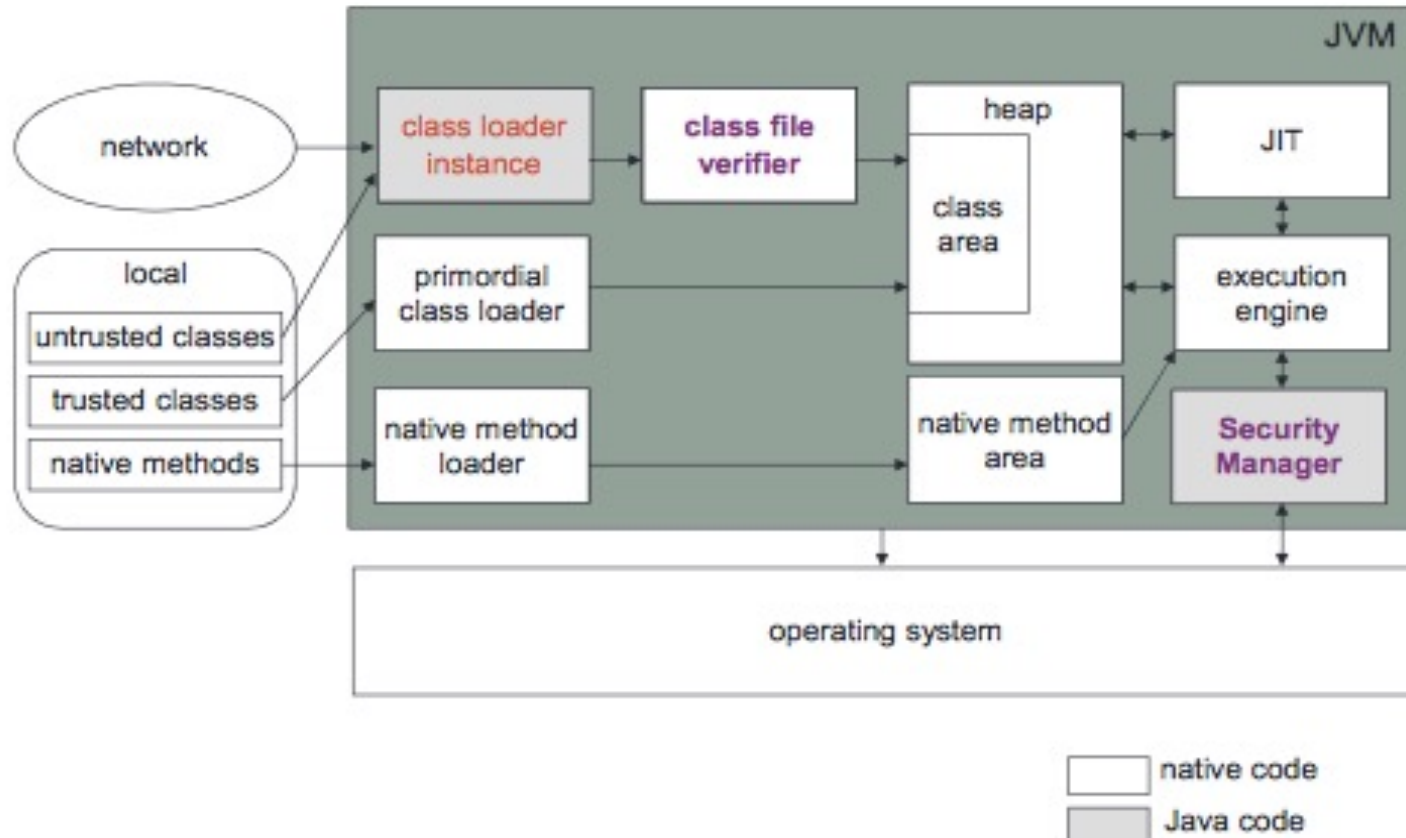 JVM
network
class loader
instance
class file
verifier
heap
class
area
JIT
local
untrusted classes
trusted classes
native methods
primordial
class loader
execution
engine
native method
loader
native method
area
Security
Manager
operating system
native code
Java code